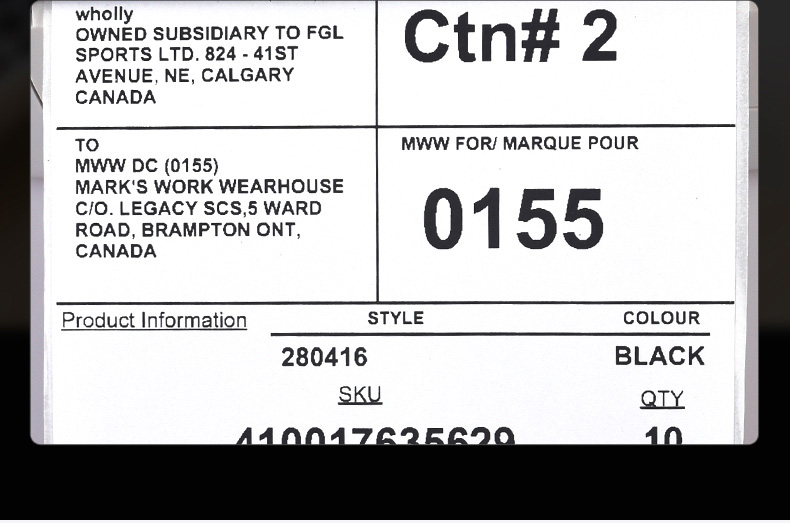 wholly
OWNED SUBSIDIARY TO FGL
SPORTS LTD. 824 - 41ST
AVENUE, NE, CALGARY
CANADA
Ctn# 2
TO
MWW DC (0155)
MARK'S WORK WEARHOUSE
C/O. LEGACY SCS,5 WARD
ROAD, BRAMPTON ONT,
CANADA
MWW FOR/ MARQUE POUR
0155
Product Information
STYLE
COLOUR
280416
BLACK
SKU
QTY
410017635629
10